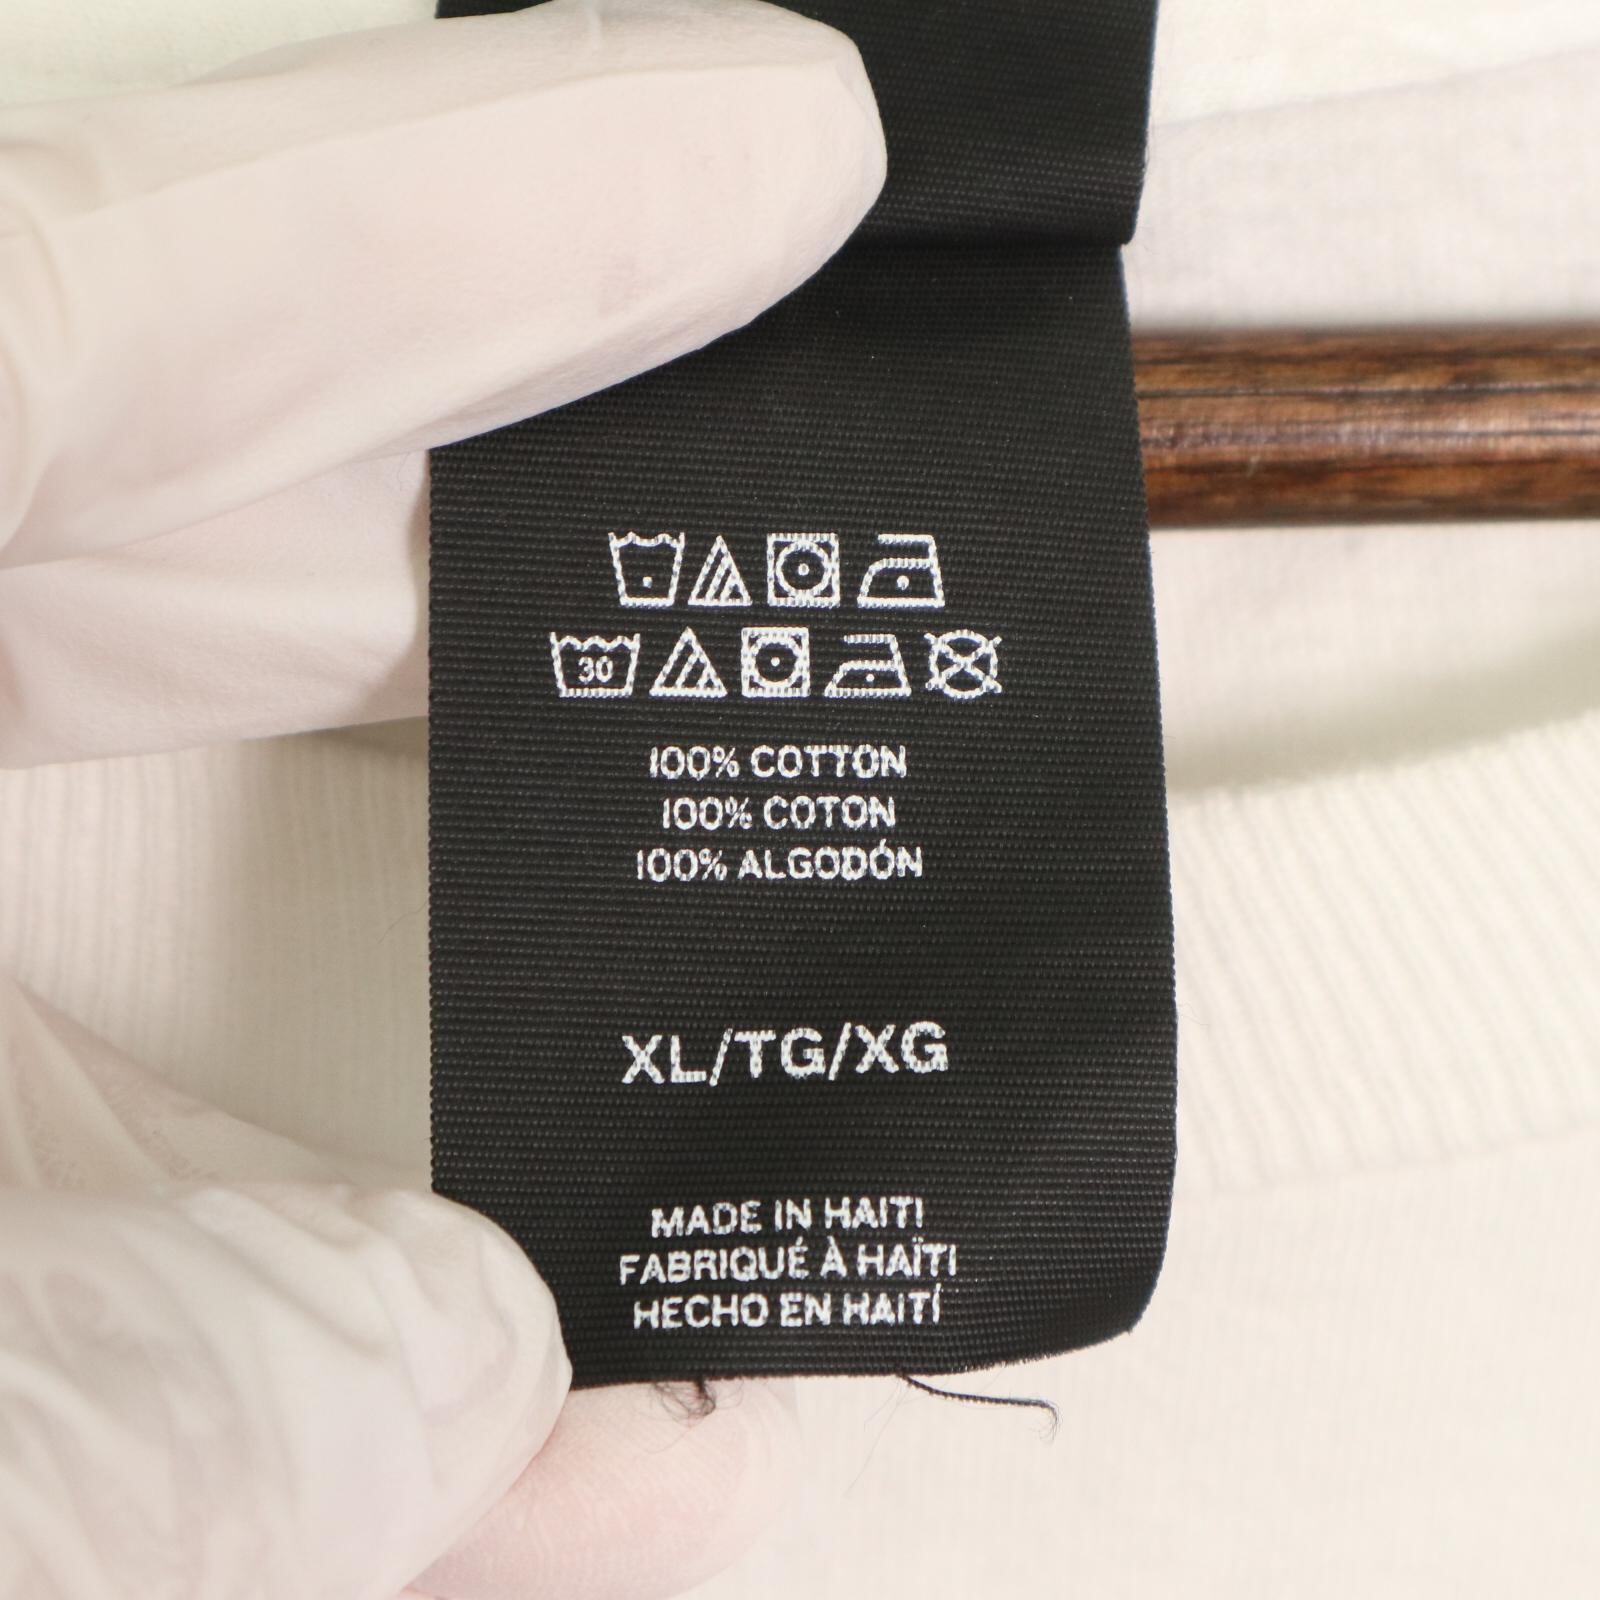 30
100% COTTON
100% COTON
100% ALGODÓN
XL/TG/XG
MADE IN HAITI
FABRIQUÉ À HAÏTI
HECHO EN HAITÍ